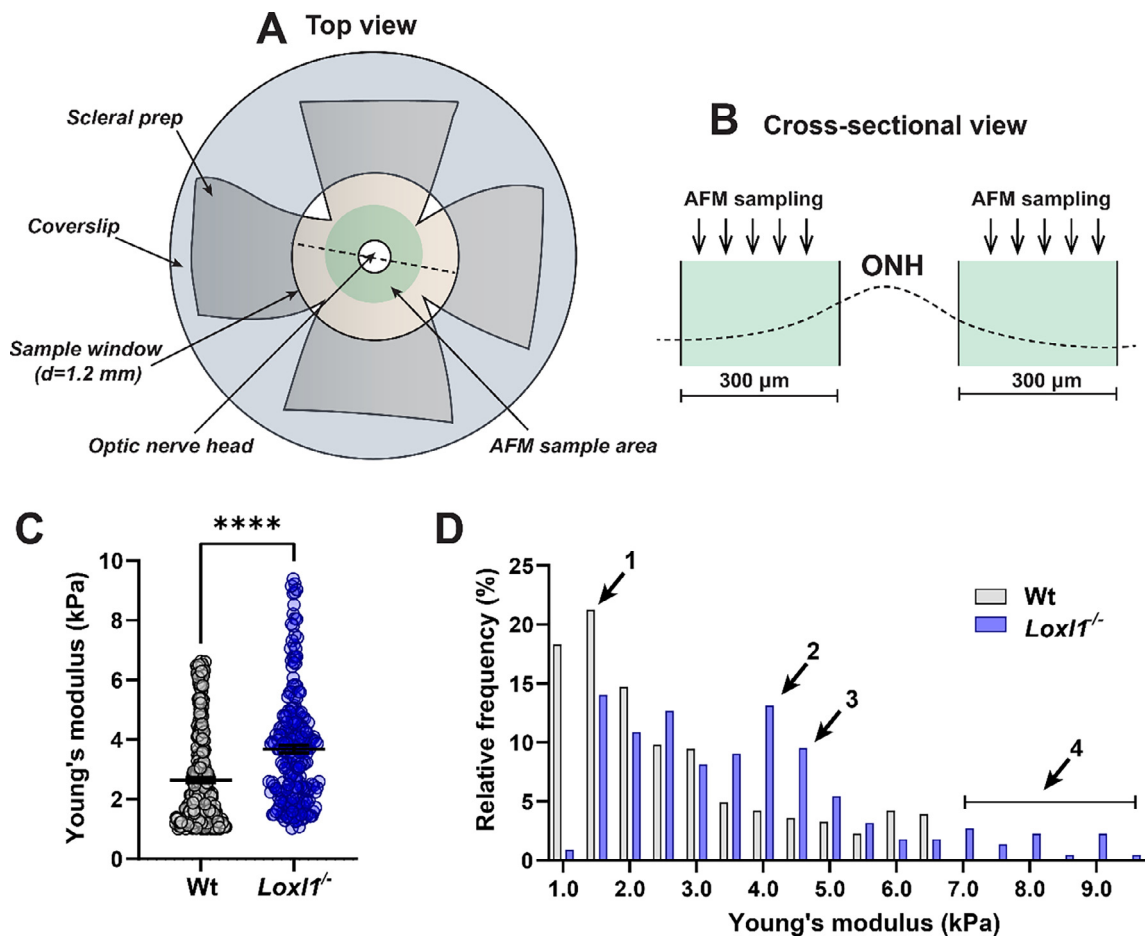 A Top view
Scleral prep
Coverslip
Sample window
(d=1.2 mm)
Optic nerve head
AFM sample area
B Cross-sectional view
AFM sampling
AFM sampling
ONH
300 µm
300 µm
C
****
Young's modulus (kPa)
10
8
6
4
2
0
Wt
Loxl1-/-
D
Relative frequency (%)
25
20
15
10
5
0
1
2
3
4
Wt
Loxl1-/-
1.0 2.0 3.0 4.0 5.0 6.0 7.0 8.0 9.0
Young's modulus (kPa)